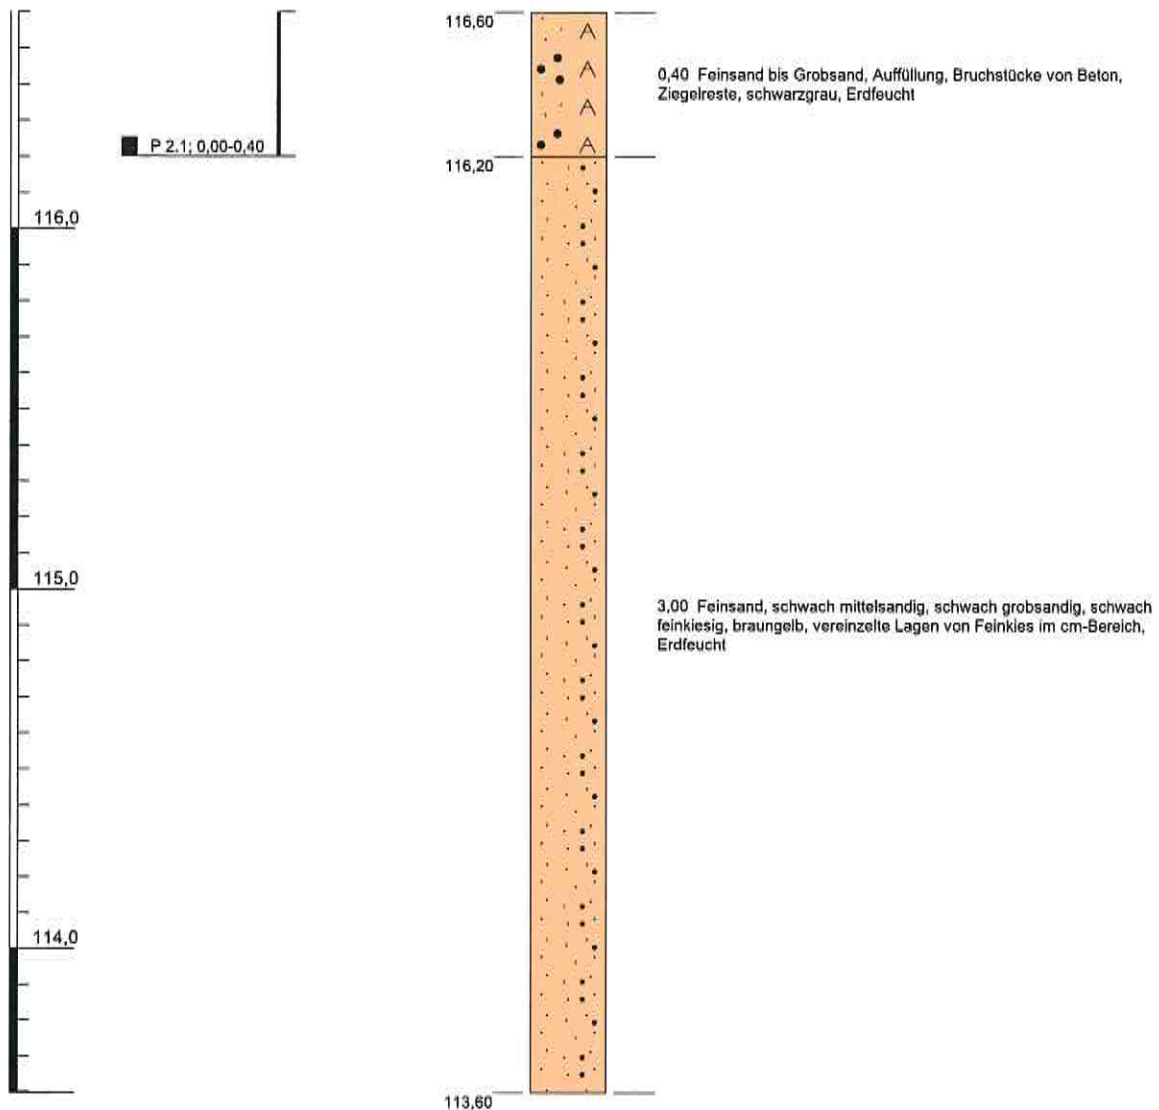 116,60
0,40 Feinsand bis Grobsand, Auffüllung, Bruchstücke von Beton,
Ziegelreste, schwarzgrau, Erdfeucht
P 2.1; 0,00-0,40
116,20
116,0
115,0
3,00 Feinsand, schwach mittelsandig, schwach grobsandig, schwach
feinkiesig, braungelb, vereinzelte Lagen von Feinkies im cm-Bereich,
Erdfeucht
114,0
113,60
A
A
A
A